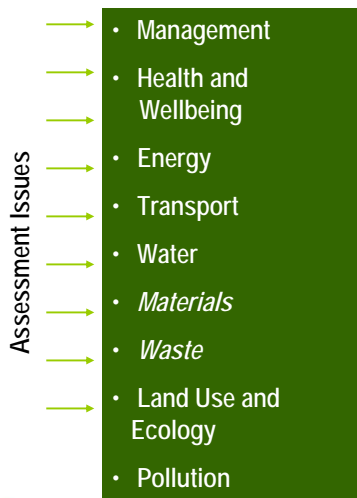 Assessment Issues
• Management
• Health and
Wellbeing
• Energy
• Transport
• Water
• Materials
• Waste
• Land Use and
Ecology
• Pollution